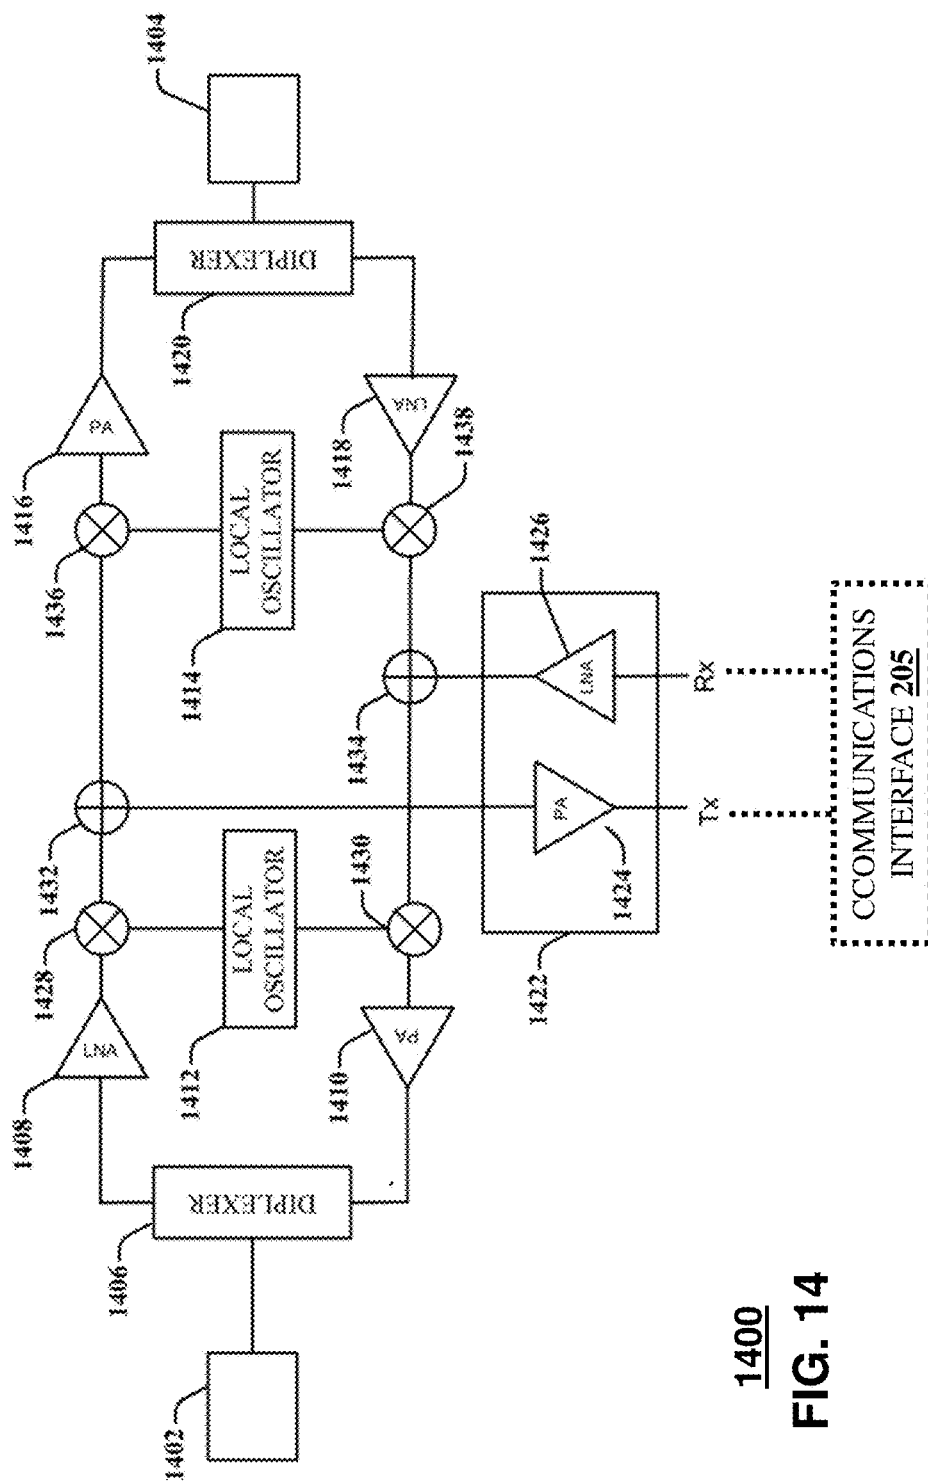 1404
DIPLEXER
1420
PA
1416
LNA
1418
1438
1436
LOCAL
OSCILLATOR
1414
1426
LNA
Rx
1434
1432
PA
1424
Tx
1430
1428
LOCAL
OSCILLATOR
1412
1422
CCOMMUNICATIONS
INTERFACE 205
LNA
1408
PA
1410
DIPLEXER
1406
1402
1400
FIG. 14